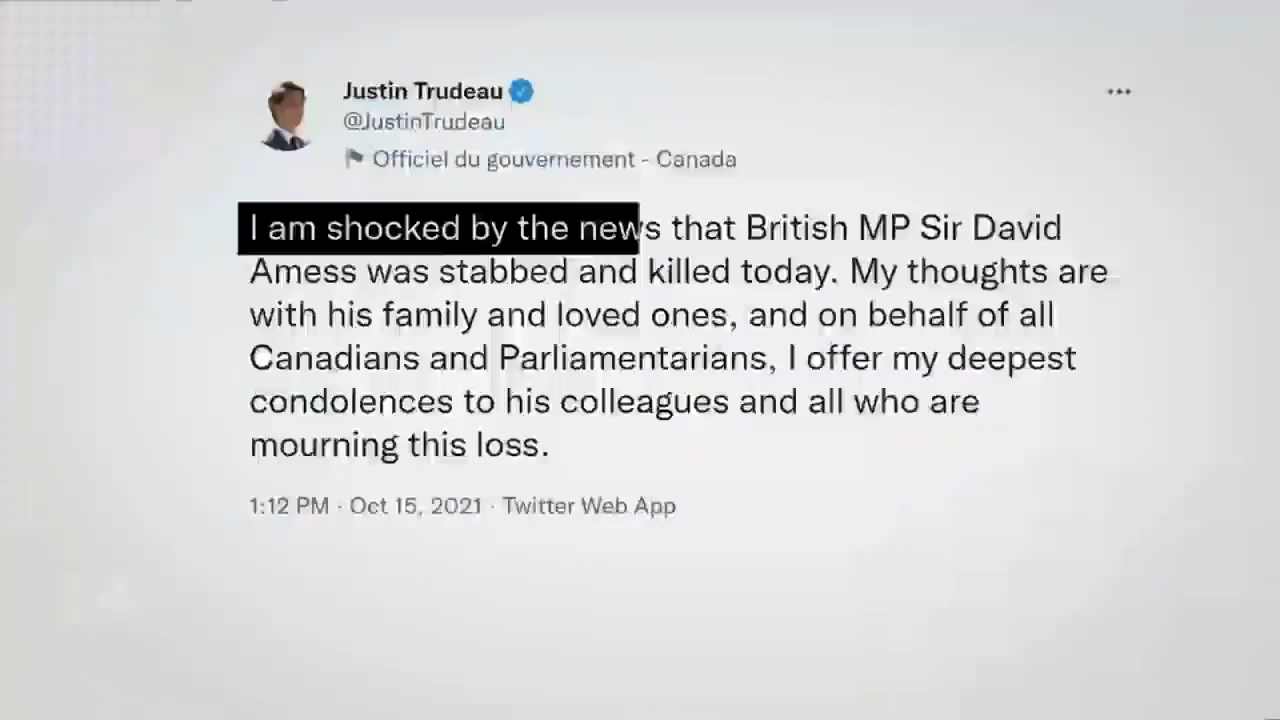 Justin Trudeau
@JustinTrudeau
Officiel du gouvernement - Canada
I am shocked by the news that British MP Sir David
Amess was stabbed and killed today. My thoughts are
with his family and loved ones, and on behalf of all
Canadians and Parliamentarians, I offer my deepest
condolences to his colleagues and all who are
mourning this loss.
1:12 PM · Oct 15, 2021 · Twitter Web App